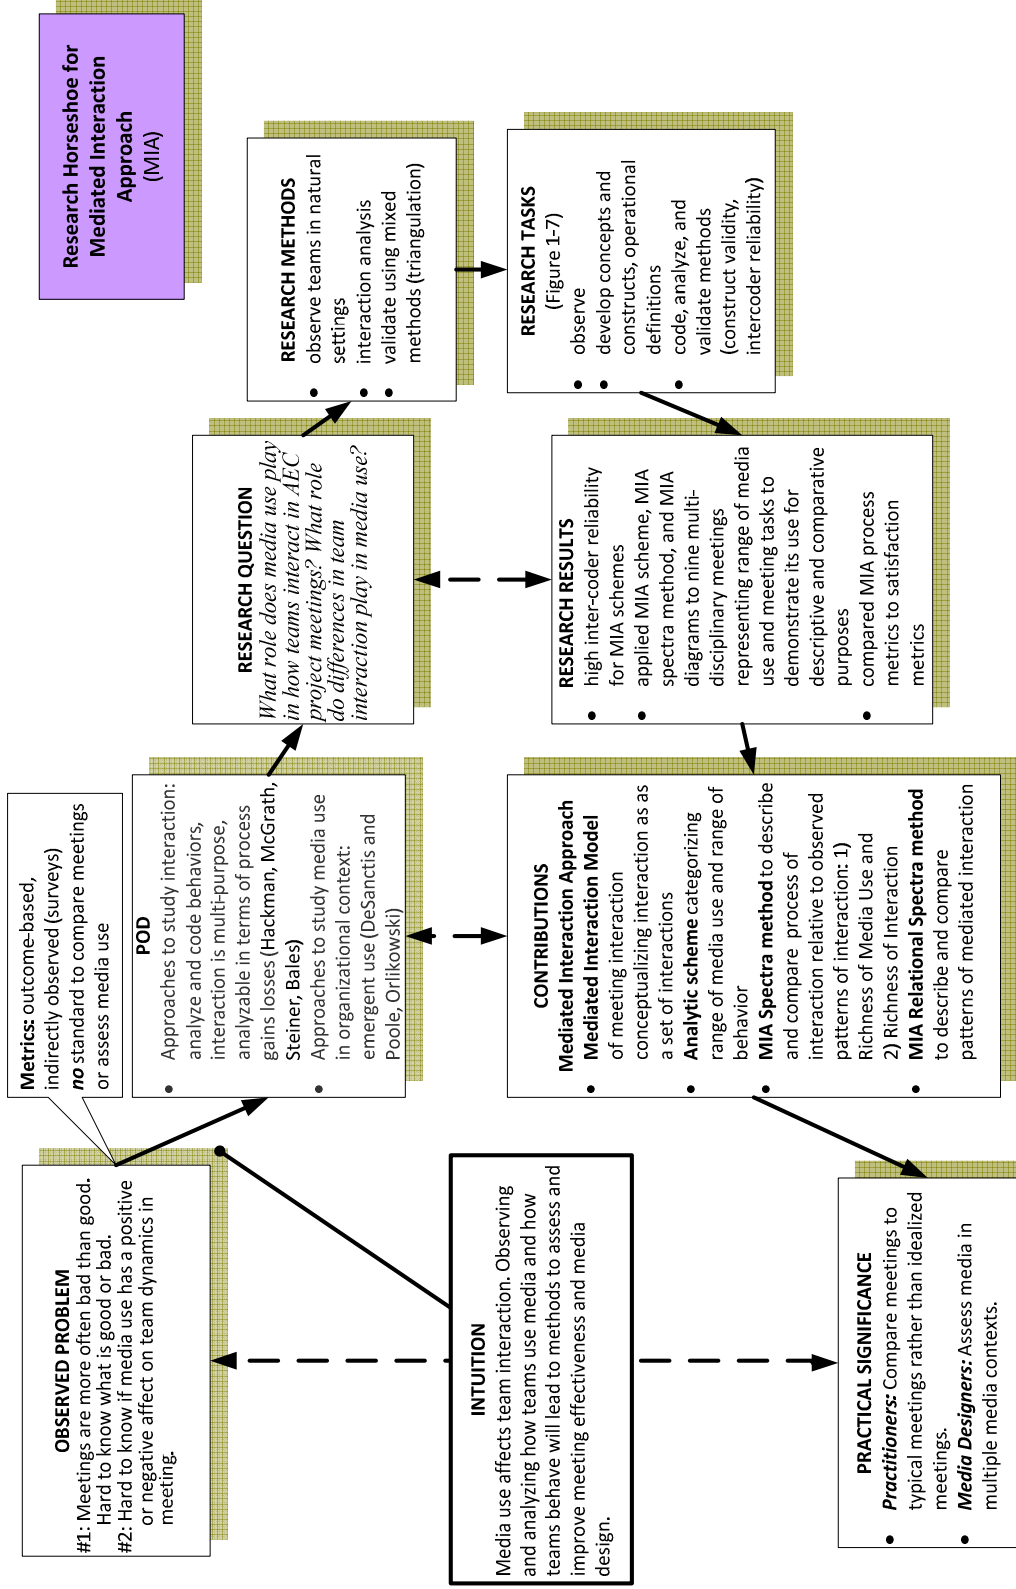 Research Horseshoe for
Mediated Interaction
Approach
(MIA)
Metrics: outcome-based,
indirectly observed (surveys)
no standard to compare meetings
or assess media use
OBSERVED PROBLEM
#1: Meetings are more often bad than good.
Hard to know what is good or bad.
#2: Hard to know if media use has a positive
or negative affect on team dynamics in
meeting.
POD
• Approaches to study interaction:
analyze and code behaviors,
interaction is multi-purpose,
analyzable in terms of process
gains losses (Hackman, McGrath,
Steiner, Bales)
• Approaches to study media use
in organizational context:
emergent use (DeSanctis and
Poole, Orlikowski)
RESEARCH QUESTION
What role does media use play
in how teams interact in AEC
project meetings? What role
do differences in team
interaction play in media use?
RESEARCH METHODS
• observe teams in natural
settings
• interaction analysis
• validate using mixed
methods (triangulation)
RESEARCH TASKS
(Figure 1-7)
• observe
• develop concepts and
constructs, operational
definitions
• code, analyze, and
validate methods
(construct validity,
intercoder reliability)
RESEARCH RESULTS
• high inter-coder reliability
for MIA schemes
• applied MIA scheme, MIA
spectra method, and MIA
diagrams to nine multi-
disciplinary meetings
representing range of media
use and meeting tasks to
demonstrate its use for
descriptive and comparative
purposes
• compared MIA process
metrics to satisfaction
metrics
CONTRIBUTIONS
Mediated Interaction Approach
• Mediated Interaction Model
of meeting interaction
conceptualizing interaction as as
a set of interactions
• Analytic scheme categorizing
range of media use and range of
behavior
• MIA Spectra method to describe
and compare process of
interaction relative to observed
patterns of interaction: 1)
Richness of Media Use and
2) Richness of Interaction
• MIA Relational Spectra method
to describe and compare
patterns of mediated interaction
INTUITION
Media use affects team interaction. Observing
and analyzing how teams use media and how
teams behave will lead to methods to assess and
improve meeting effectiveness and media
design.
PRACTICAL SIGNIFICANCE
• Practitioners: Compare meetings to
typical meetings rather than idealized
meetings.
• Media Designers: Assess media in
multiple media contexts.